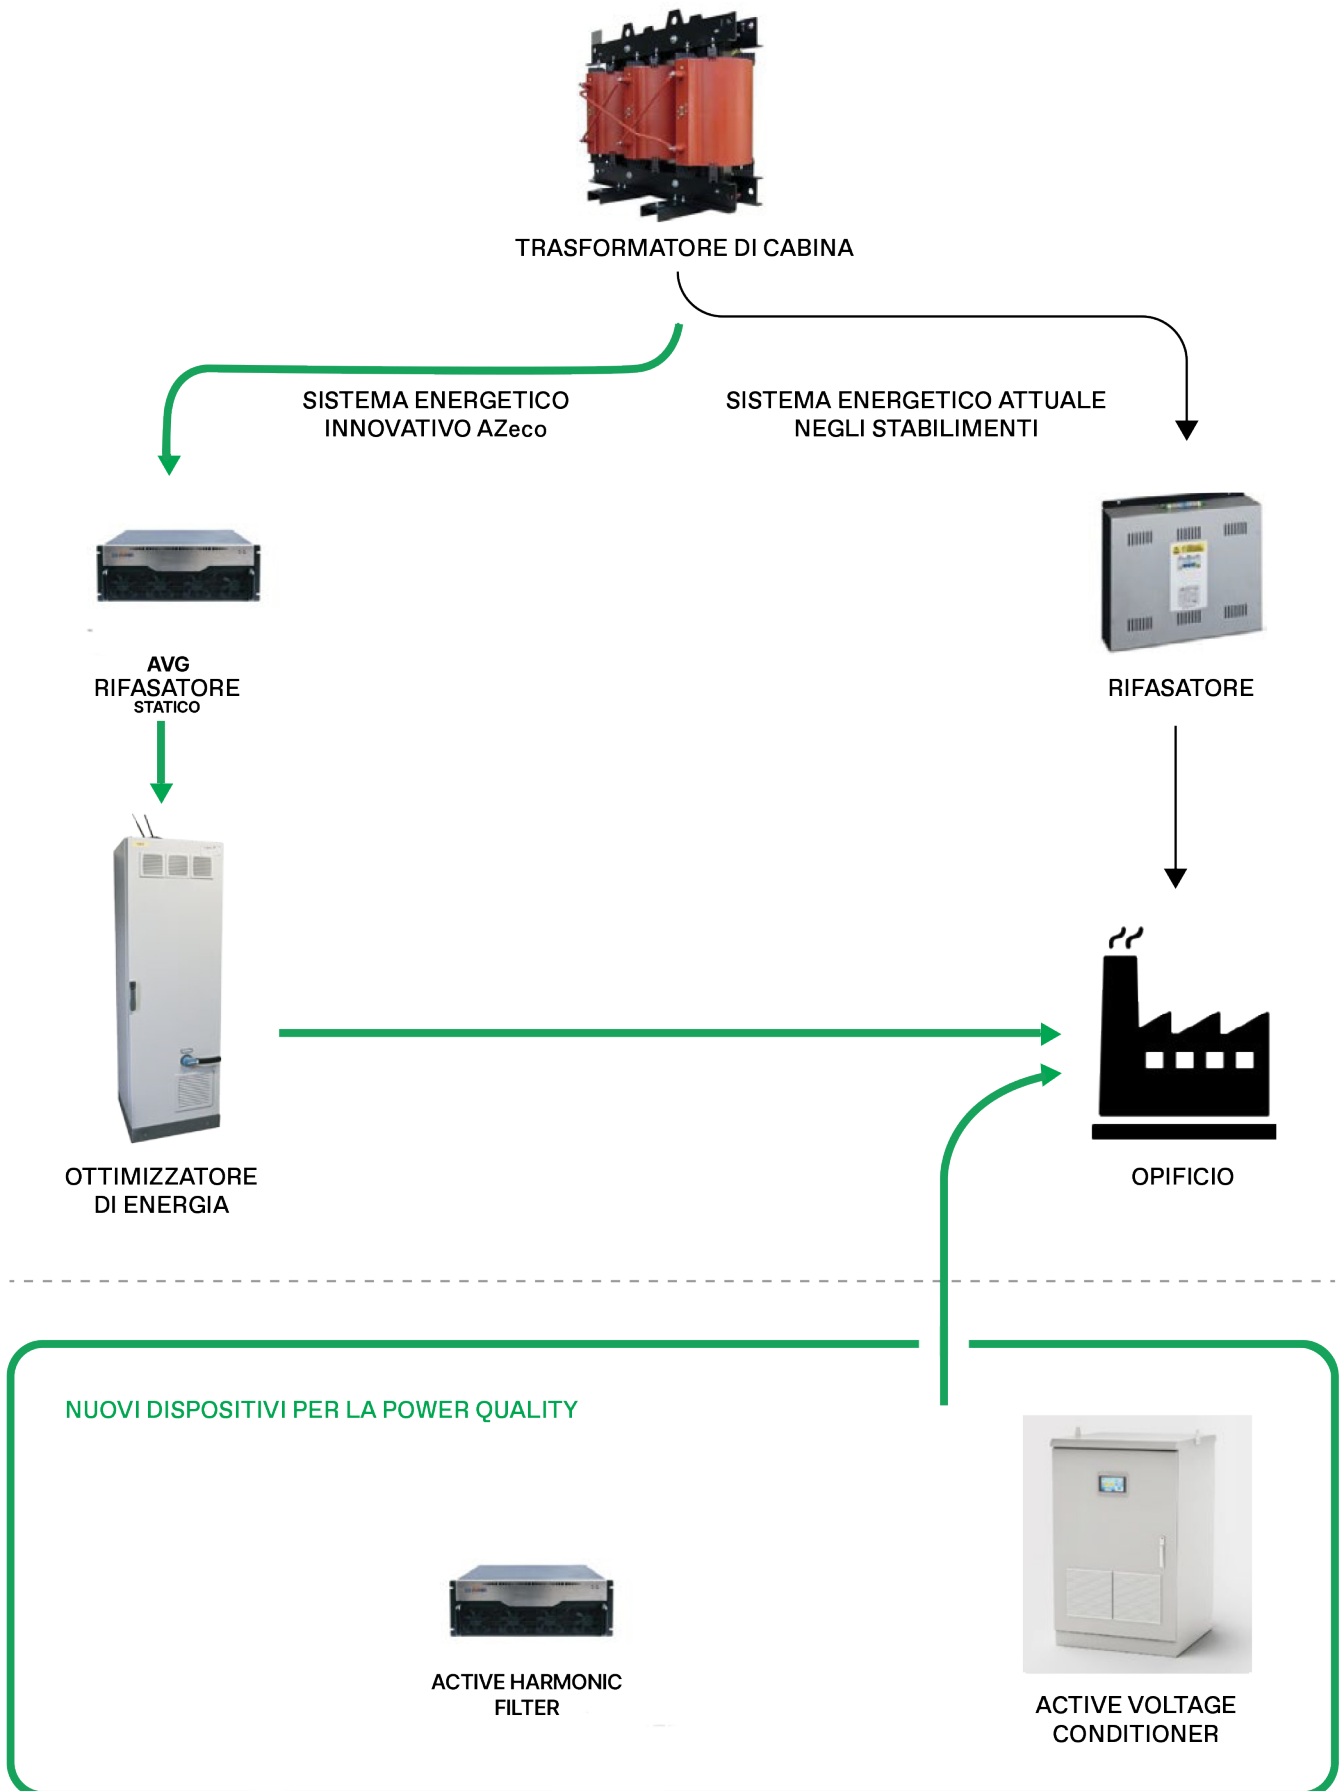 TRASFORMATORE DI CABINA
SISTEMA ENERGETICO
INNOVATIVO AZeco
SISTEMA ENERGETICO ATTUALE
NEGLI STABILIMENTI
AVG
RIFASATORE
STATICO
RIFASATORE
OTTIMIZZATORE
DI ENERGIA
OPIFICIO
NUOVI DISPOSITIVI PER LA POWER QUALITY
ACTIVE HARMONIC
FILTER
ACTIVE VOLTAGE
CONDITIONER